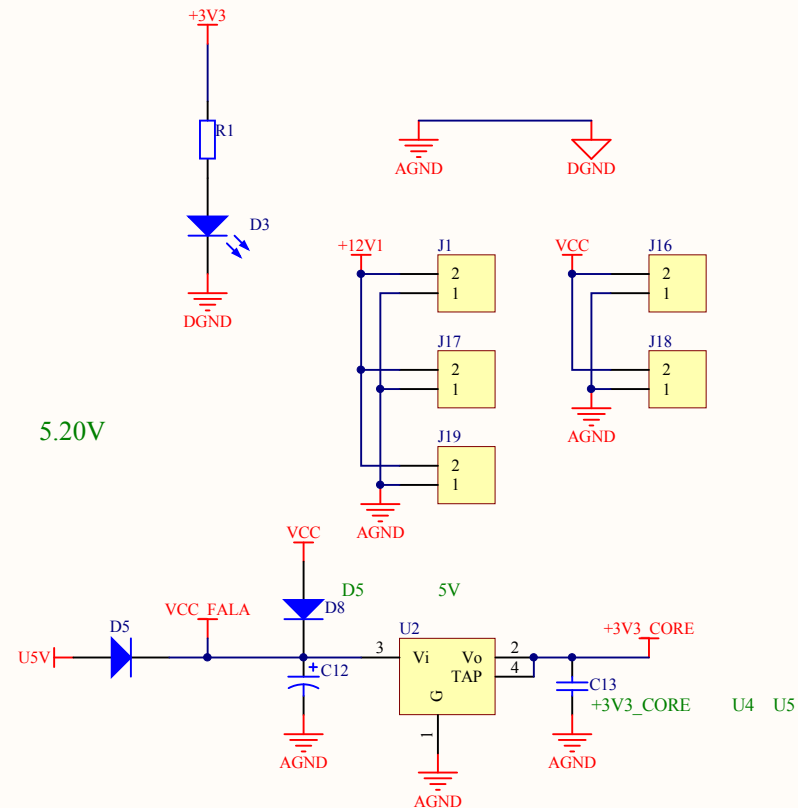 +3V3
R1
D3
DGND
AGND
DGND
+12V1
J1
2
1
J17
2
1
J19
2
1
AGND
VCC
J16
2
1
J18
2
1
AGND
5.20V
VCC
D5 5V
D8
VCC_FALA
D5
U5V
+
C12
AGND
U2
3
Vi
Vo
2
TAP
4
G
1
AGND
+3V3_CORE
C13
+3V3_CORE U4 U5
AGND